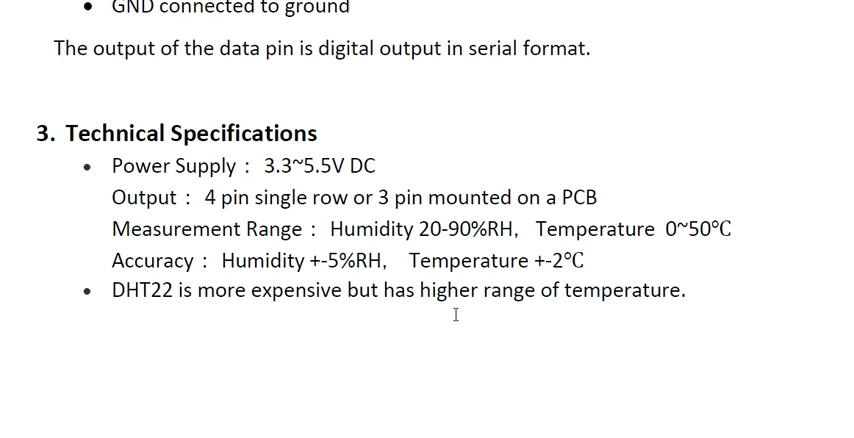 • GND connected to ground
The output of the data pin is digital output in serial format.
3. Technical Specifications
• Power Supply : 3.3~5.5V DC
Output : 4 pin single row or 3 pin mounted on a PCB
Measurement Range : Humidity 20-90%RH, Temperature 0~50℃
Accuracy : Humidity +-5%RH, Temperature +-2℃
• DHT22 is more expensive but has higher range of temperature.